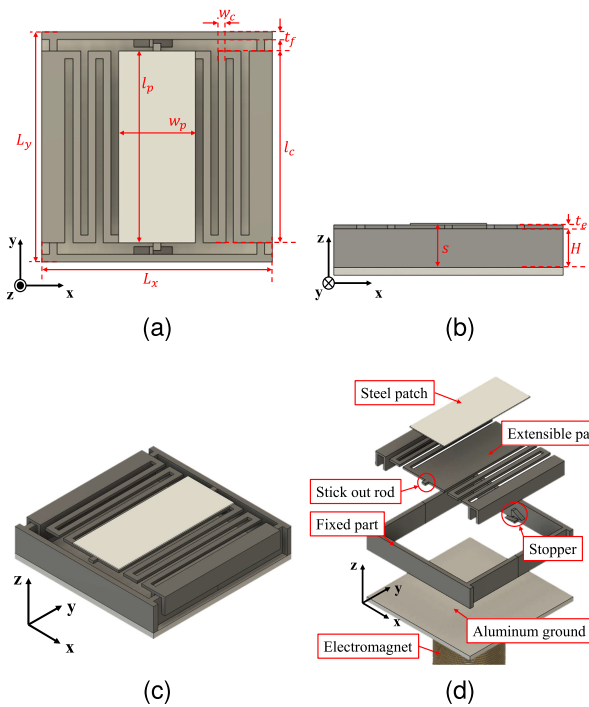 w_c
t_f
l_p
w_p
L_y
l_c
L_x
y
z
x
(a)
t_e
s
H
z
y
x
(b)
z
y
x
(c)
Steel patch
Extensible pa
Stick out rod
Fixed part
Stopper
z
y
x
Aluminum ground
Electromagnet
(d)